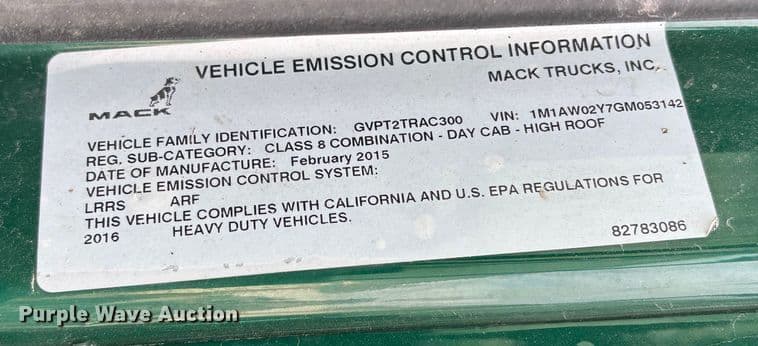 VEHICLE EMISSION CONTROL INFORMATION
MACK TRUCKS, INC.
MACK
VEHICLE FAMILY IDENTIFICATION: GVPT2TRAC300 VIN: 1M1AW02Y7GM053142
REG. SUB-CATEGORY: CLASS 8 COMBINATION - DAY CAB - HIGH ROOF
DATE OF MANUFACTURE: February 2015
VEHICLE EMISSION CONTROL SYSTEM:
LRRS ARF
THIS VEHICLE COMPLIES WITH CALIFORNIA AND U.S. EPA REGULATIONS FOR
2016 HEAVY DUTY VEHICLES.
82783086
Purple Wave Auction